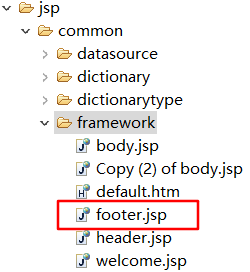 jsp
common
datasource
dictionary
dictionarytype
framework
body.jsp
Copy (2) of body.jsp
default.htm
footer.jsp
header.jsp
welcome.jsp